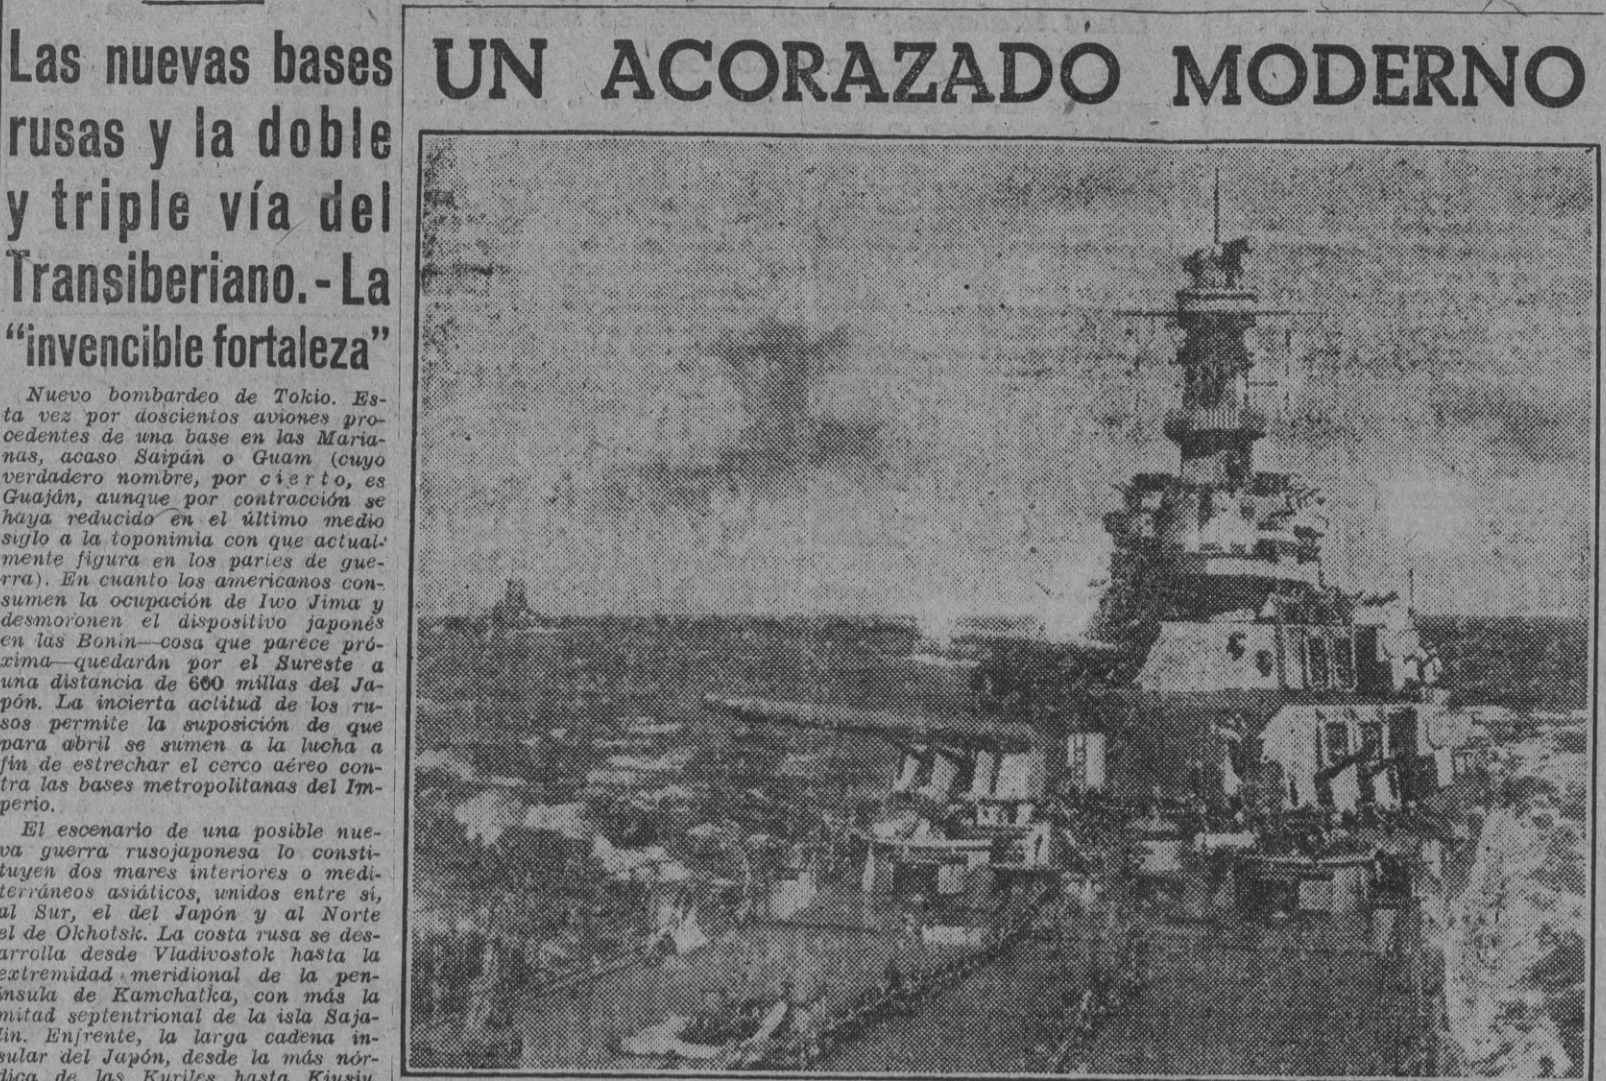 Las nuevas bases
rusas y la doble
y triple vía del
Transiberiano.-La
“invencible fortaleza”
Nuevo bombardeo de Tokio. Es-
ta vez por doscientos aviones pro-
cedentes de una base en las Maria-
nas, acaso Saipán o Guam (cuyo
verdadero nombre, por cierto, es
Guaján, aunque por contracción se
haya reducido en el último medio
siglo a la toponimia con que actual-
mente figura en los partes de gue-
rra). En cuanto los americanos con-
sumen la ocupación de Iwo Jima y
desmoronen el dispositivo japonés
en las Bonin—cosa que parece pró-
xima—quedarán por el Sureste a
una distancia de 600 millas del Ja-
pón. La incierta actitud de los ru-
sos permite la suposición de que
para abril se sumen a la lucha a
fin de estrechar el cerco aéreo con-
tra las bases metropolitanas del Im-
perio.
El escenario de una posible nue-
va guerra rusojaponesa lo consti-
tuyen dos mares interiores o medi-
terráneos asiáticos, unidos entre sí,
al Sur, el del Japón y al Norte
el de Okhotsk. La costa rusa se des-
arrolla desde Vladivostok hasta la
extremidad meridional de la pen-
ínsula de Kamchatka, con más la
mitad septentrional de la isla Saja-
lin. Enfrente, la larga cadena in-
sular del Japón, desde la más nór-
dica de las Kuriles hasta Kiusiu,
UN ACORAZADO MODERNO